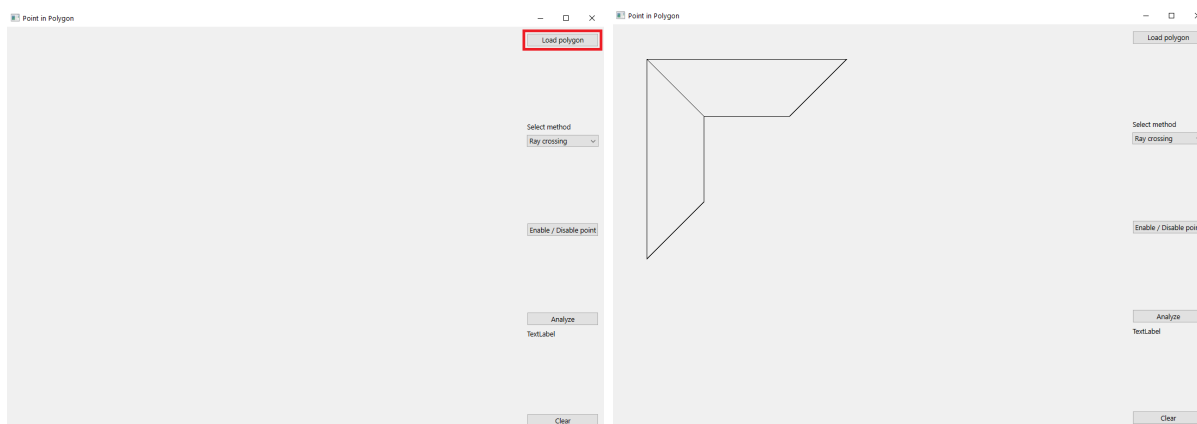 Point in Polygon
Load polygon
Select method
Ray crossing
Enable / Disable point
Analyze
TextLabel
Clear
Point in Polygon
Load polygon
Select method
Ray crossing
Enable / Disable poin
Analyze
TextLabel
Clear